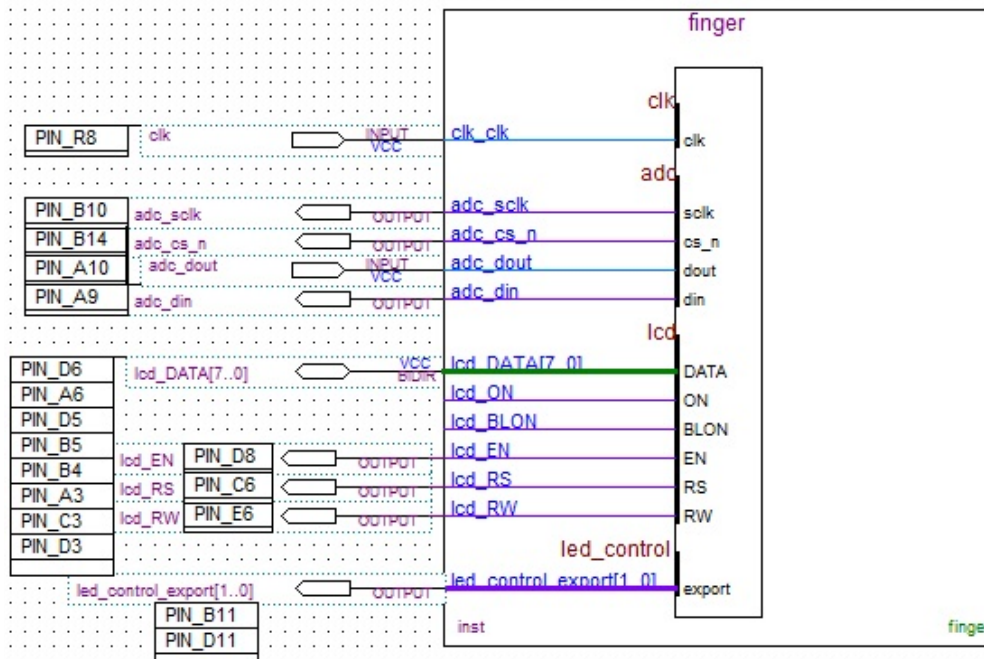 finger
clk
PIN_R8 clk INPUT VCC clk_clk clk
adc
PIN_B10 adc_sclk OUTPUT adc_sclk sclk
PIN_B14 adc_cs_n OUTPUT adc_cs_n cs_n
PIN_A10 adc_dout INPUT VCC adc_dout dout
PIN_A9 adc_din OUTPUT adc_din din
lcd
PIN_D6 lcd_DATA[7..0] VCC BIDIR lcd_DATA[7..0] DATA
PIN_A6 lcd_ON ON
PIN_D5 lcd_BLON BLON
PIN_B5 lcd_EN PIN_D8 OUTPUT lcd_EN EN
PIN_B4 lcd_RS PIN_C6 OUTPUT lcd_RS RS
PIN_A3 lcd_RW PIN_E6 OUTPUT lcd_RW RW
PIN_C3
PIN_D3
led_control
led_control_export[1..0] OUTPUT led_control_export[1..0] export
PIN_B11
PIN_D11
inst finge